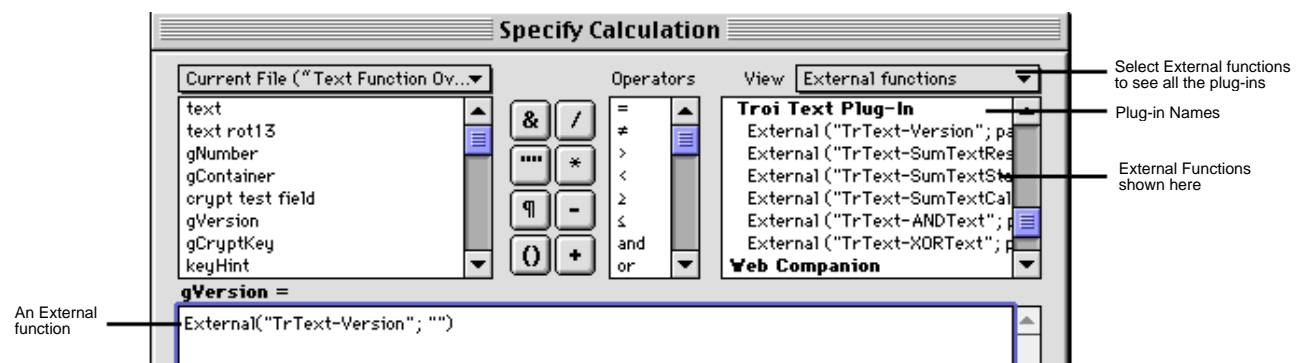 Specify Calculation
Current File ("Text Function Ov...
Operators
View External functions
Select External functions
to see all the plug-ins
text
text rot13
gNumber
gContainer
crypt test field
gVersion
gCryptKey
keyHint
& /
"" *
¶ -
() +
=
≠
>
<
≥
≤
and
or
Troi Text Plug-In
External ("TrText-Version"; pa
External ("TrText-SumTextRes
External ("TrText-SumTextSta
External ("TrText-SumTextCal
External ("TrText-ANDText"; p
External ("TrText-XORText"; p
Web Companion
Plug-in Names
External Functions
shown here
gVersion =
An External
function
External("TrText-Version"; "")